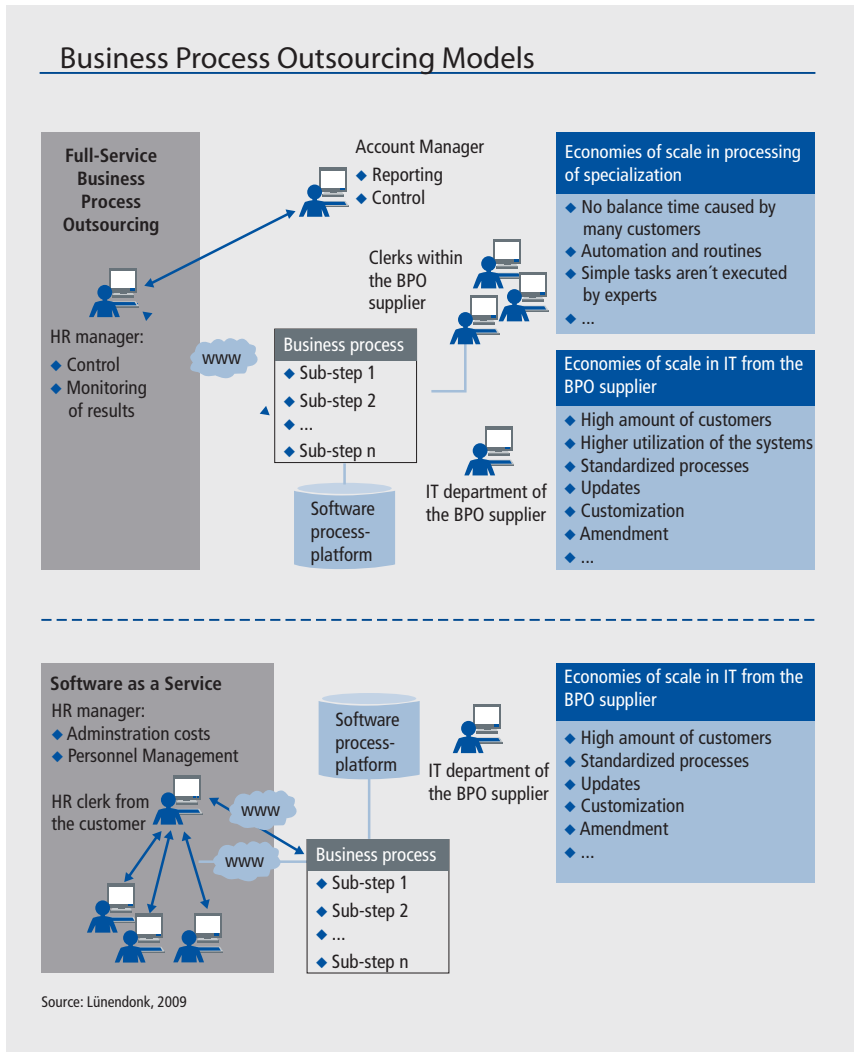 Business Process Outsourcing Models
Full-Service
Business
Process
Outsourcing
HR manager:
◆ Control
◆ Monitoring
of results
Account Manager
◆ Reporting
◆ Control
Clerks within
the BPO
supplier
www
Business process
◆ Sub-step 1
◆ Sub-step 2
◆ ...
◆ Sub-step n
Software
process-
platform
IT department of
the BPO supplier
Economies of scale in processing
of specialization
◆ No balance time caused by
many customers
◆ Automation and routines
◆ Simple tasks aren´t executed
by experts
◆ ...
Economies of scale in IT from the
BPO supplier
◆ High amount of customers
◆ Higher utilization of the systems
◆ Standardized processes
◆ Updates
◆ Customization
◆ Amendment
◆ ...
Software as a Service
HR manager:
◆ Adminstration costs
◆ Personnel Management
HR clerk from
the customer
www
www
Software
process-
platform
IT department of
the BPO supplier
Business process
◆ Sub-step 1
◆ Sub-step 2
◆ ...
◆ Sub-step n
Economies of scale in IT from the
BPO supplier
◆ High amount of customers
◆ Standardized processes
◆ Updates
◆ Customization
◆ Amendment
◆ ...
Source: Lünendonk, 2009